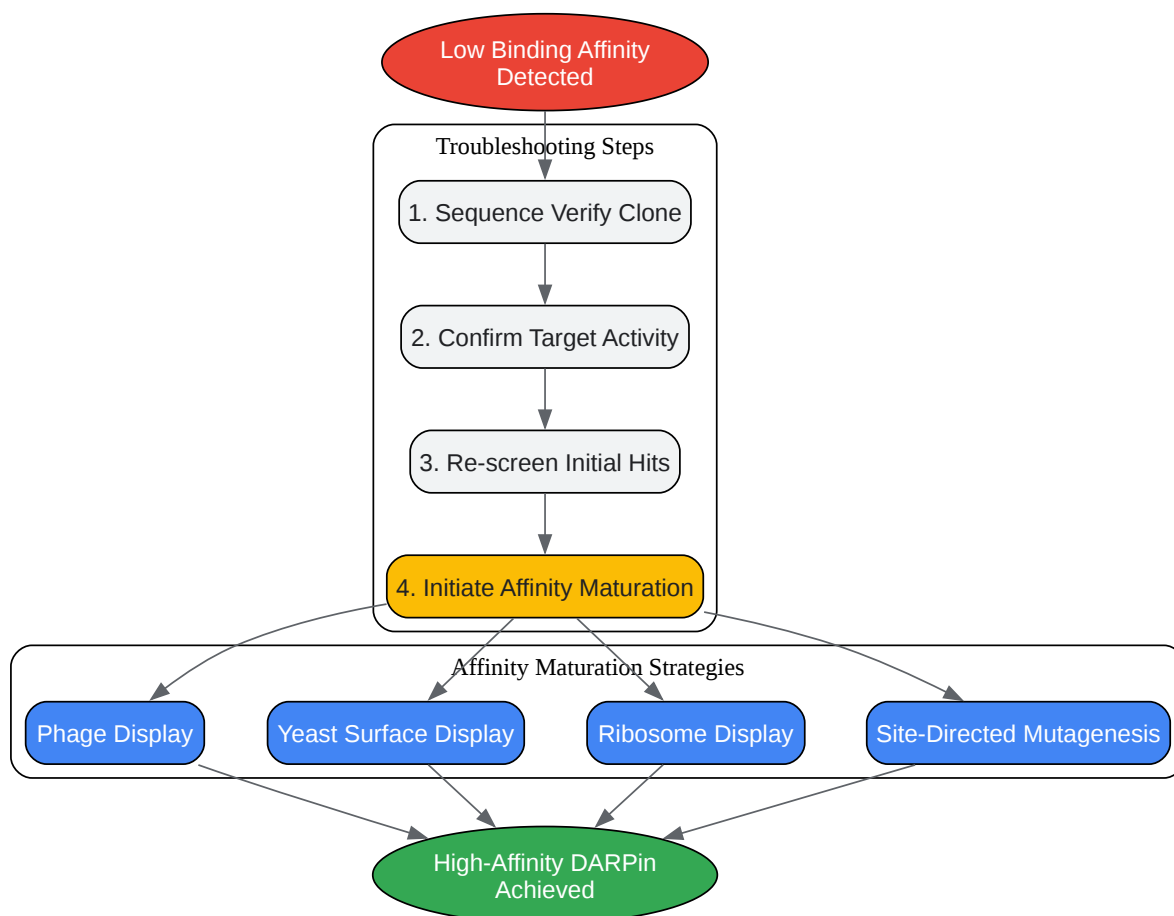 Low Binding Affinity
Detected
Troubleshooting Steps
1. Sequence Verify Clone
2. Confirm Target Activity
3. Re-screen Initial Hits
4. Initiate Affinity Maturation
Affinity Maturation Strategies
Phage Display
Yeast Surface Display
Ribosome Display
Site-Directed Mutagenesis
High-Affinity DARPin
Achieved